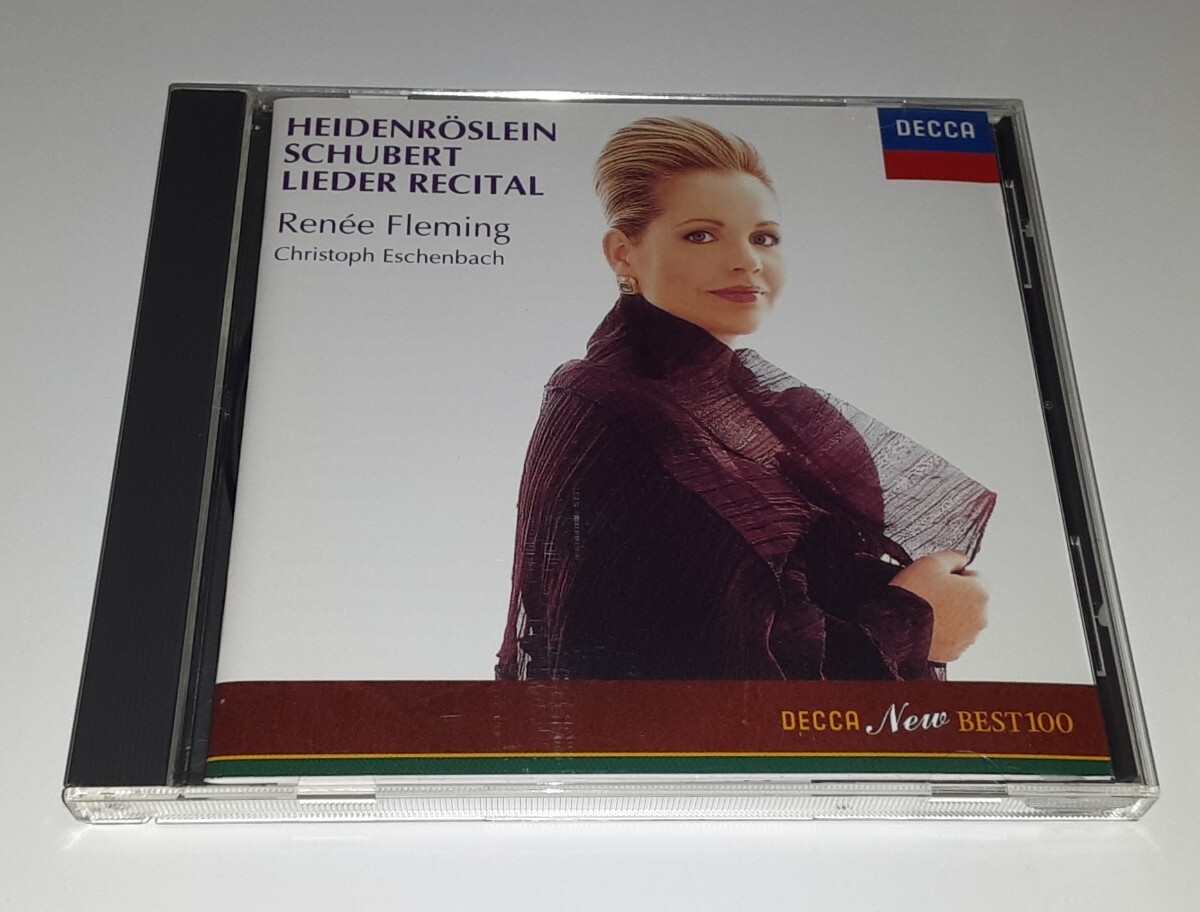 HEIDENRÖSLEIN
SCHUBERT
LIEDER RECITAL
Renée Fleming
Christoph Eschenbach
DECCA
DECCA New BEST100